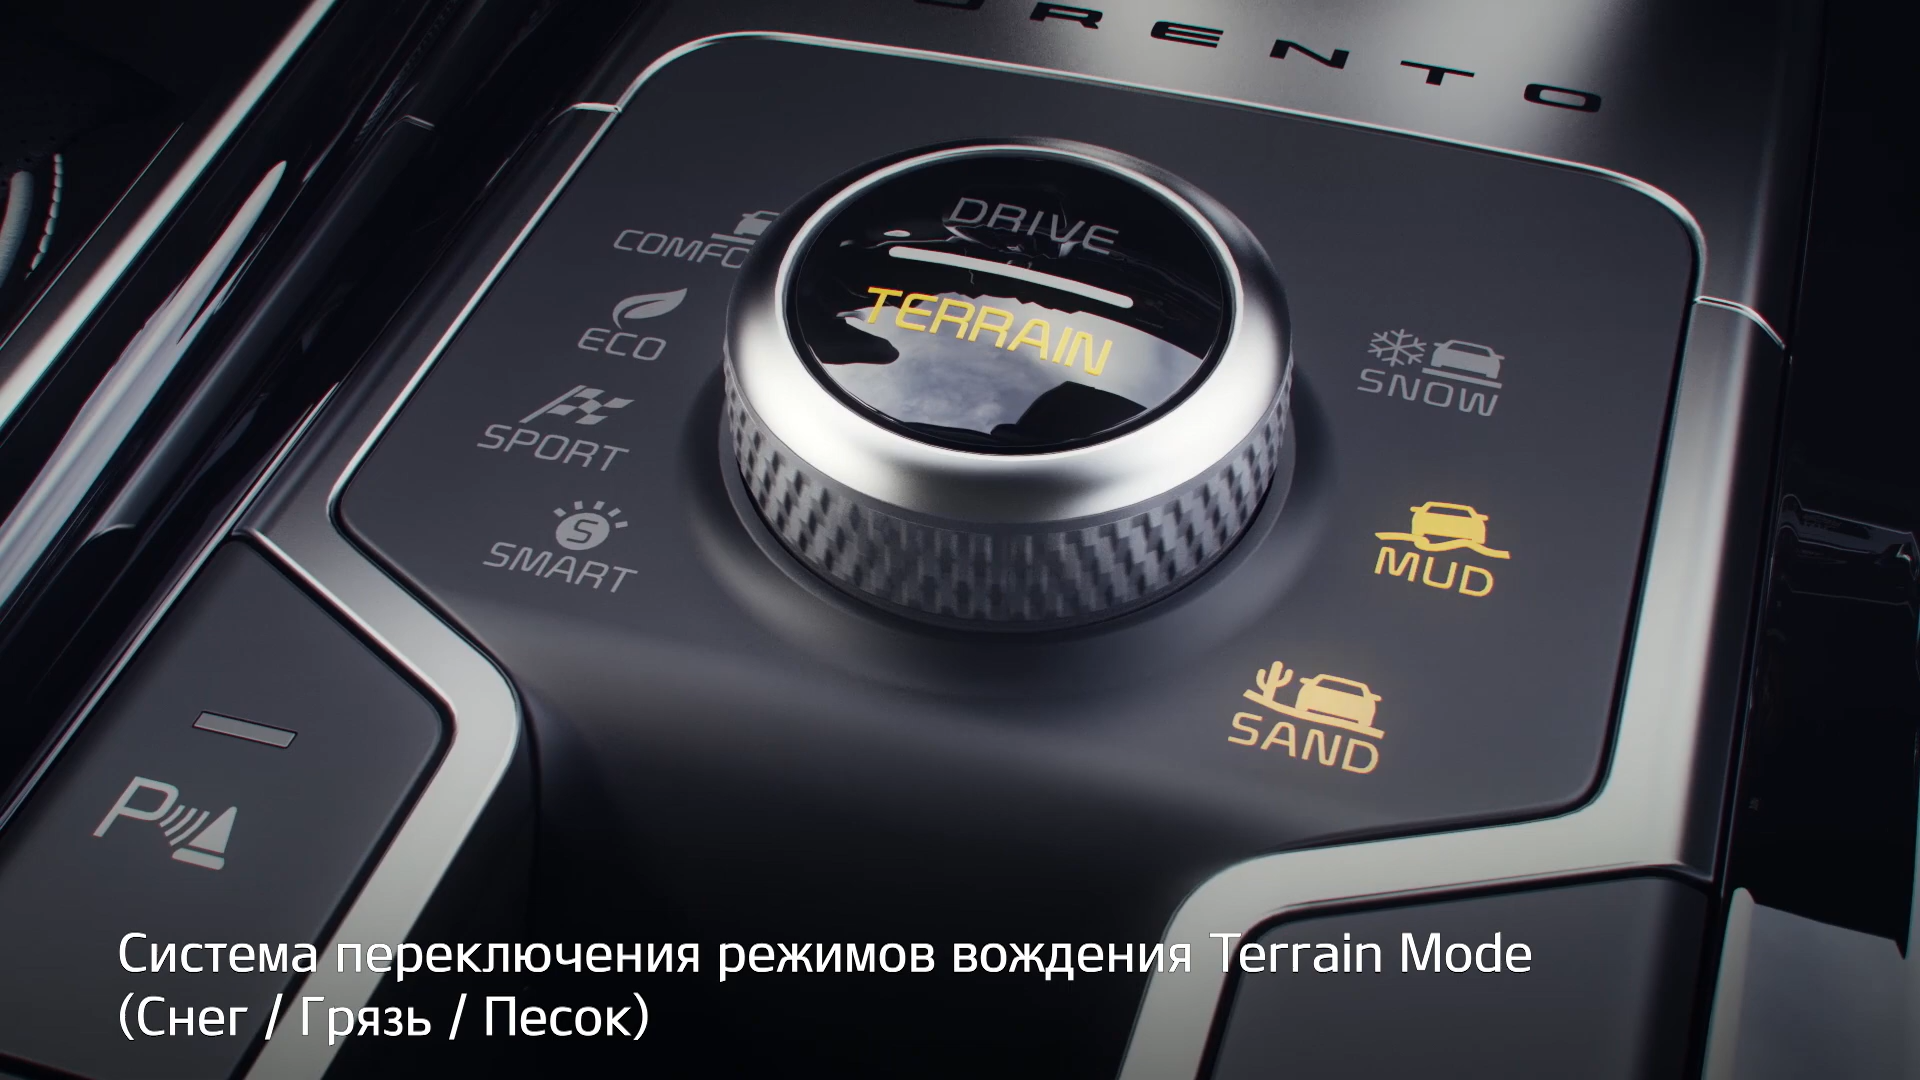 RENTO
DRIVE
TERRAIN
ECO
SPORT
SMART
SNOW
MUD
SAND
P
Система переключения режимов вождения Terrain Mode
(Снег / Грязь / Песок)